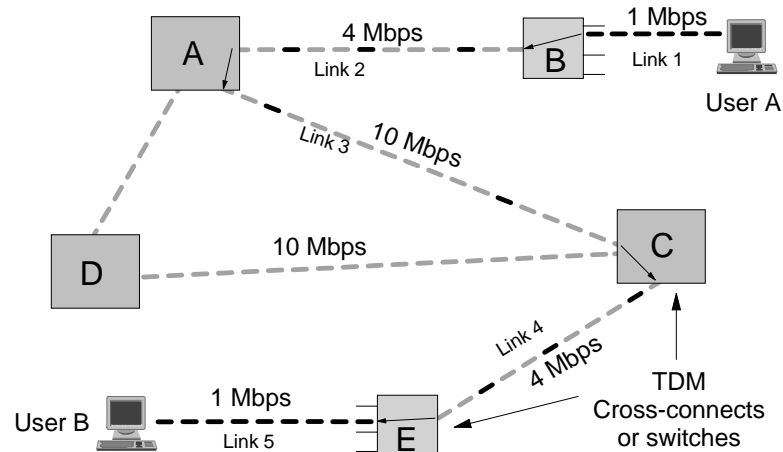 4 Mbps
1 Mbps
A
B
Link 2
Link 1
User A
Link 3
10 Mbps
C
D
10 Mbps
Link 4
4 Mbps
TDM
Cross-connects
or switches
User B
1 Mbps
Link 5
E